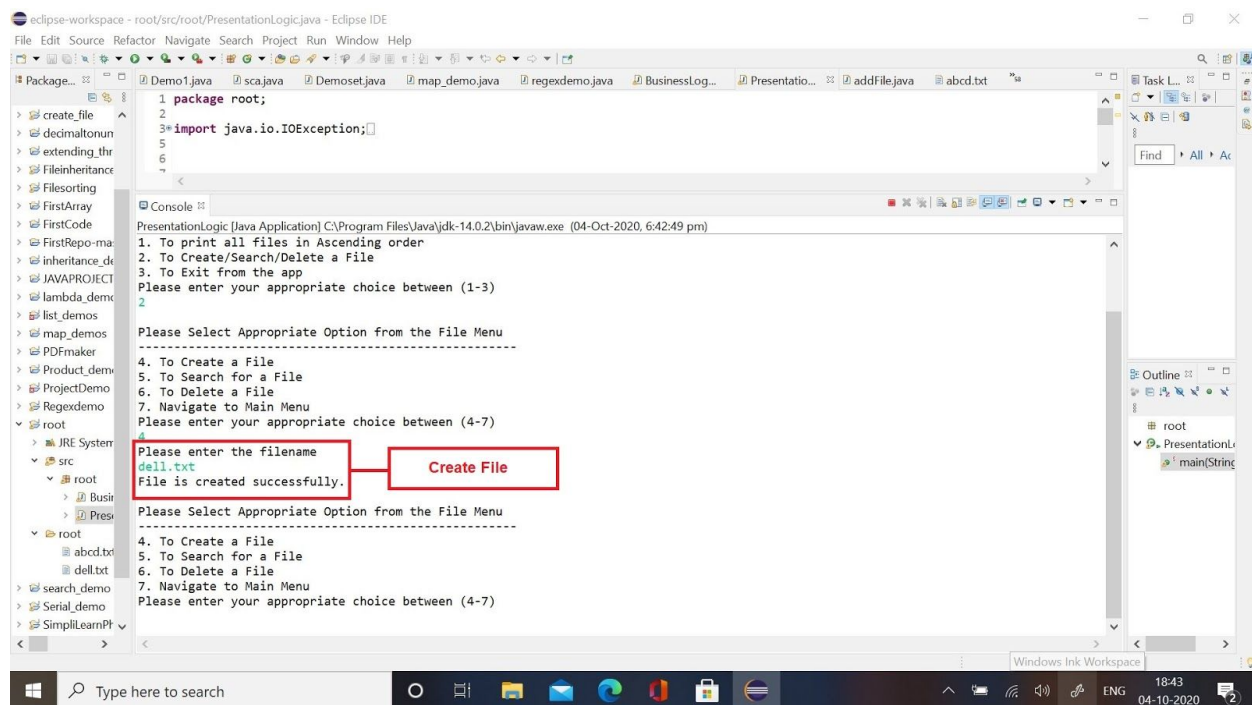 eclipse-workspace - root/src/root/PresentationLogic.java - Eclipse IDE
File Edit Source Refactor Navigate Search Project Run Window Help
Package...
Demo1.java sca.java Demoset.java map_demo.java regexdemo.java BusinessLog... Presentatio... addFile.java abcd.txt
Task L...
1 package root;
2
3 import java.io.IOException;
5
6
7
Find All Ac
create_file
decimaltonum
extending_thr
Fileinheritance
Filesorting
FirstArray
FirstCode
FirstRepo-ma
inheritance_de
JAVAPROJECT
lambda_demo
list_demos
map_demos
PDFmaker
Product_dem
ProjectDemo
Regexdemo
root
JRE System
src
root
Busin
Prese
root
abcd.txt
dell.txt
search_demo
Serial_demo
SimpliLearnPh
Console
PresentationLogic [Java Application] C:\Program Files\Java\jdk-14.0.2\bin\javaw.exe (04-Oct-2020, 6:42:49 pm)
1. To print all files in Ascending order
2. To Create/Search/Delete a File
3. To Exit from the app
Please enter your appropriate choice between (1-3)
2
Please Select Appropriate Option from the File Menu
---------------------------------------------------
4. To Create a File
5. To Search for a File
6. To Delete a File
7. Navigate to Main Menu
Please enter your appropriate choice between (4-7)
4
Please enter the filename
dell.txt
File is created successfully.
Create File
Please Select Appropriate Option from the File Menu
---------------------------------------------------
4. To Create a File
5. To Search for a File
6. To Delete a File
7. Navigate to Main Menu
Please enter your appropriate choice between (4-7)
Outline
root
PresentationL
main(String
Windows Ink Workspace
Type here to search
ENG
18:43
04-10-2020
2